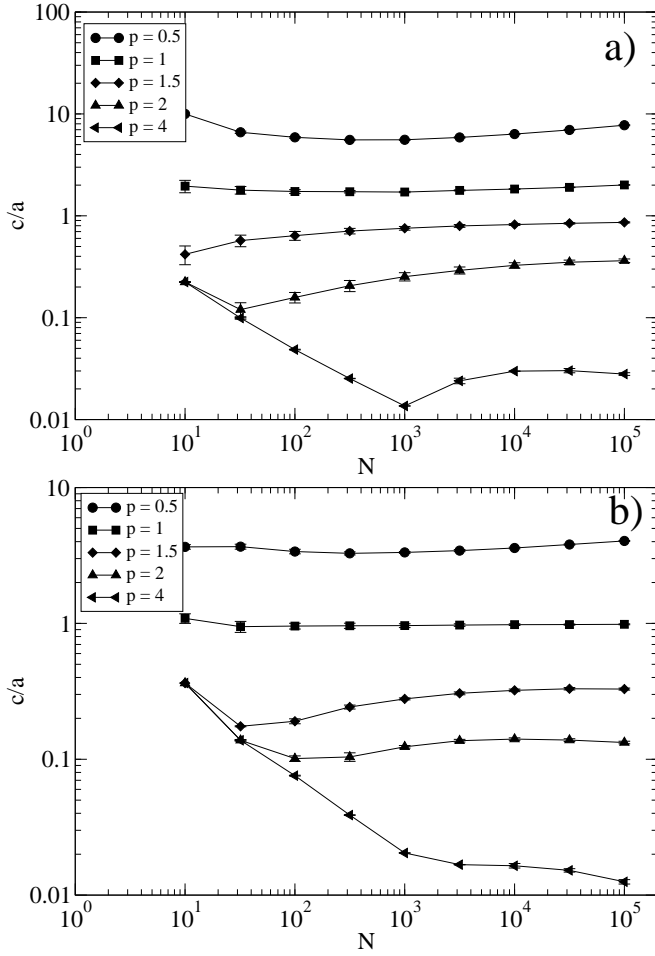 100
10
1
0.1
0.01
c/a
p = 0.5
p = 1
p = 1.5
p = 2
p = 4
a)
10^0
10^1
10^2
10^3
10^4
10^5
N
10
1
0.1
0.01
c/a
p = 0.5
p = 1
p = 1.5
p = 2
p = 4
b)
10^0
10^1
10^2
10^3
10^4
10^5
N